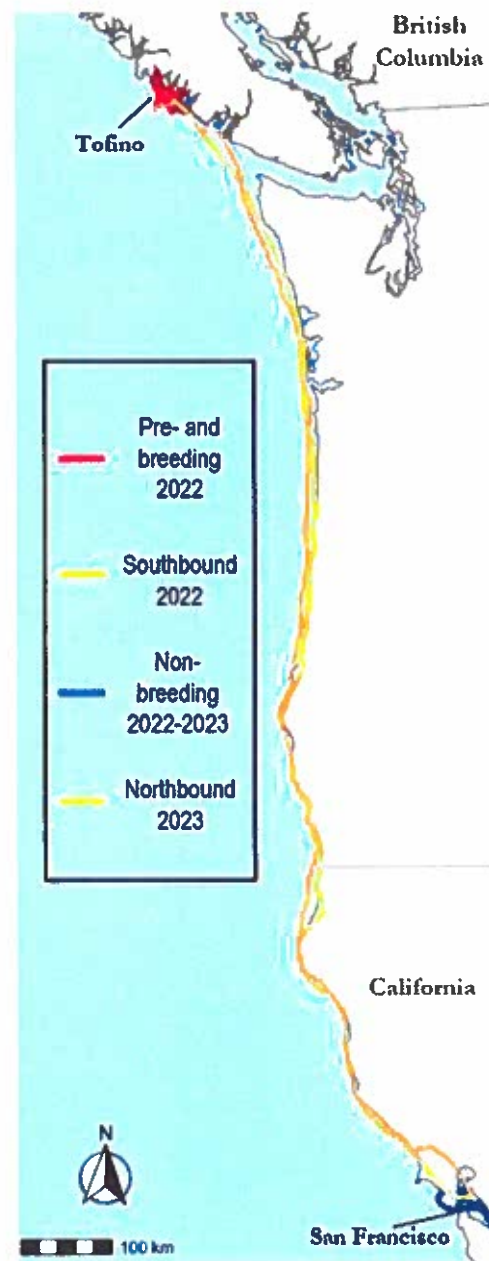 British
Columbia
Tofino
Pre- and
breeding
2022
Southbound
2022
Non-
breeding
2022-2023
Northbound
2023
California
N
San Francisco
100 km